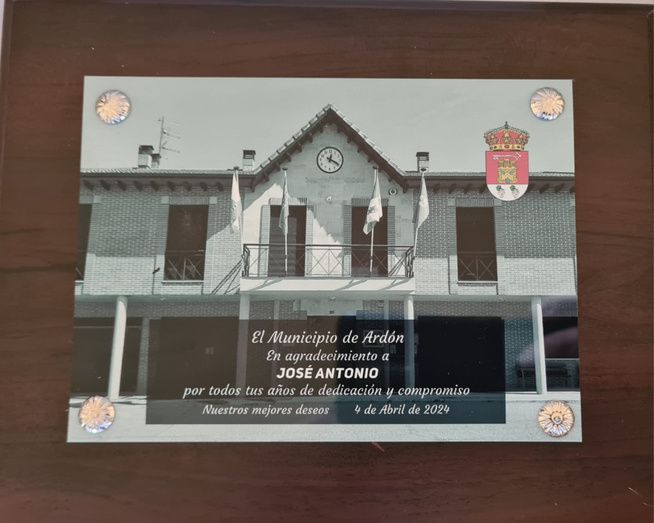 El Municipio de Ardón
En agradecimiento a
JOSÉ ANTONIO
por todos tus años de dedicación y compromiso
Nuestros mejores deseos 4 de Abril de 2024